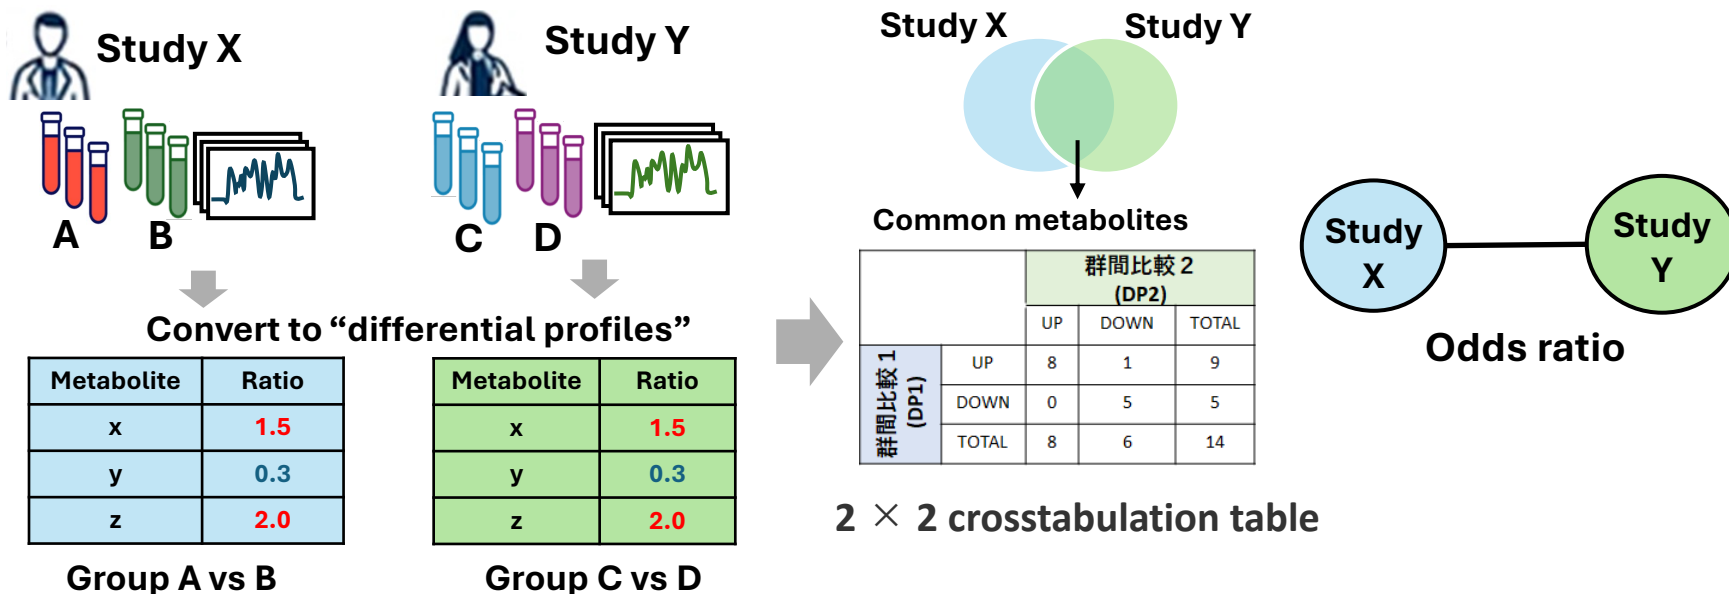 Study X
Study Y
A
B
C
D
Convert to “differential profiles”
Metabolite Ratio
x 1.5
y 0.3
z 2.0
Group A vs B
Metabolite Ratio
x 1.5
y 0.3
z 2.0
Group C vs D
Study X
Study Y
Common metabolites
群間比較2
(DP2)
UP DOWN TOTAL
群間比較1
(DP1)
UP 8 1 9
DOWN 0 5 5
TOTAL 8 6 14
2 × 2 crosstabulation table
Study
X
Study
Y
Odds ratio